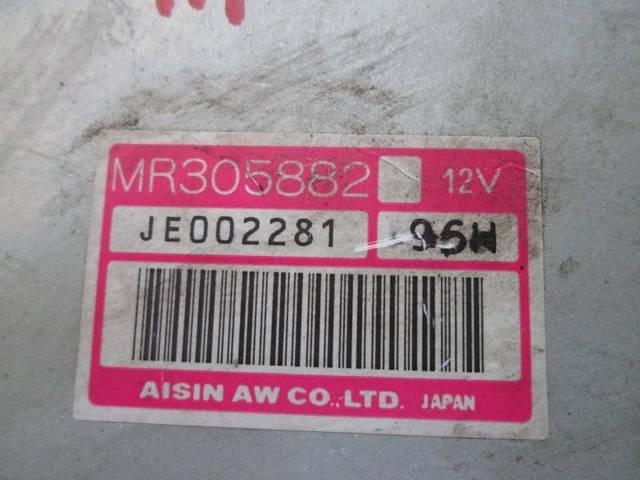 MR305882 12V
JE002281 96H
AISIN AW CO.,LTD. JAPAN